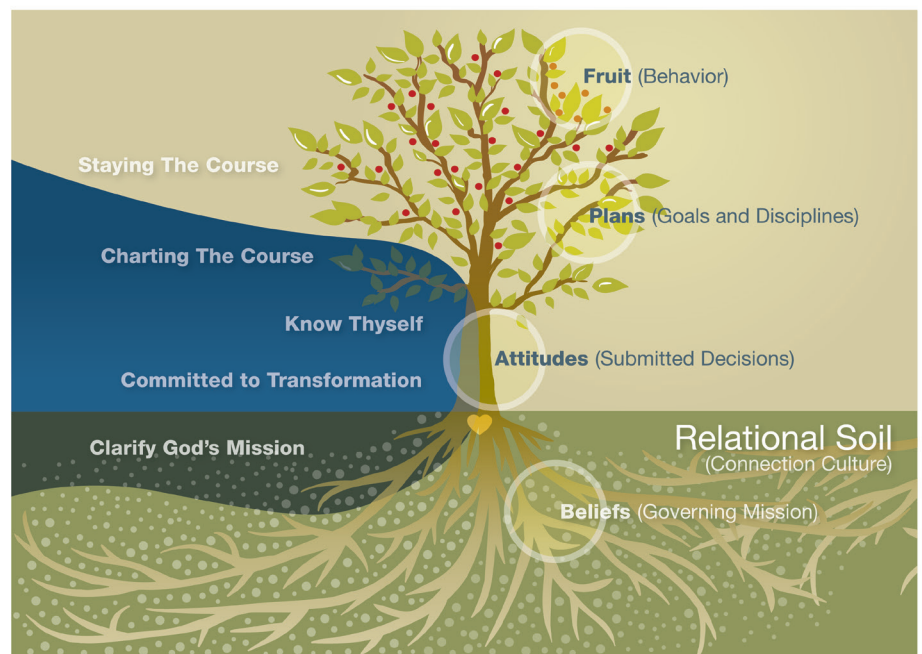 Fruit (Behavior)
Staying The Course
Plans (Goals and Disciplines)
Charting The Course
Know Thyself
Attitudes (Submitted Decisions)
Committed to Transformation
Relational Soil
(Connection Culture)
Clarify God's Mission
Beliefs (Governing Mission)